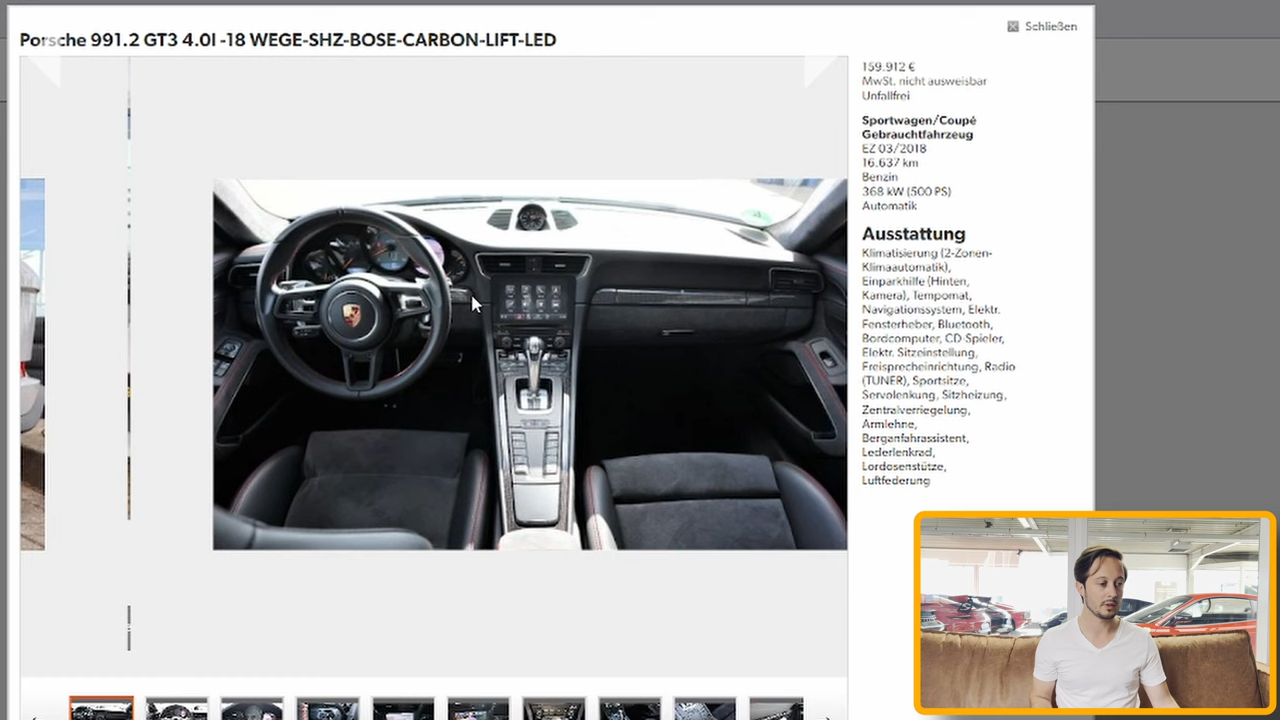 Schließen
Porsche 991.2 GT3 4.0l -18 WEGE-SHZ-BOSE-CARBON-LIFT-LED
159.912 €
MwSt. nicht ausweisbar
Unfallfrei
Sportwagen/Coupé
Gebrauchtfahrzeug
EZ 03/2018
16.637 km
Benzin
368 kW (500 PS)
Automatik
Ausstattung
Klimatisierung (2-Zonen-
Klimaautomatik),
Einparkhilfe (Hinten,
Kamera), Tempomat,
Navigationssystem, Elektr.
Fensterheber, Bluetooth,
Bordcomputer, CD-Spieler,
Elektr. Sitzeinstellung,
Freisprecheinrichtung, Radio
(TUNER), Sportsitze,
Servolenkung, Sitzheizung,
Zentralverriegelung,
Armlehne,
Berganfahrassistent,
Lederlenkrad,
Lordosenstütze,
Luftfederung